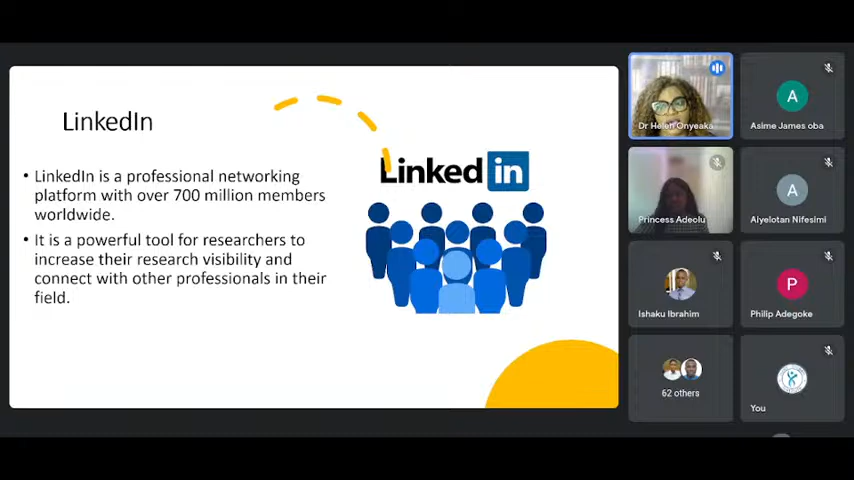 LinkedIn
• LinkedIn is a professional networking
platform with over 700 million members
worldwide.
• It is a powerful tool for researchers to
increase their research visibility and
connect with other professionals in their
field.
Linked in
Dr Helen Onyeaka
Asime James oba
Princess Adeolu
Aiyelotan Nifesimi
Ishaku Ibrahim
P
Philip Adegoke
A
A
62 others
You